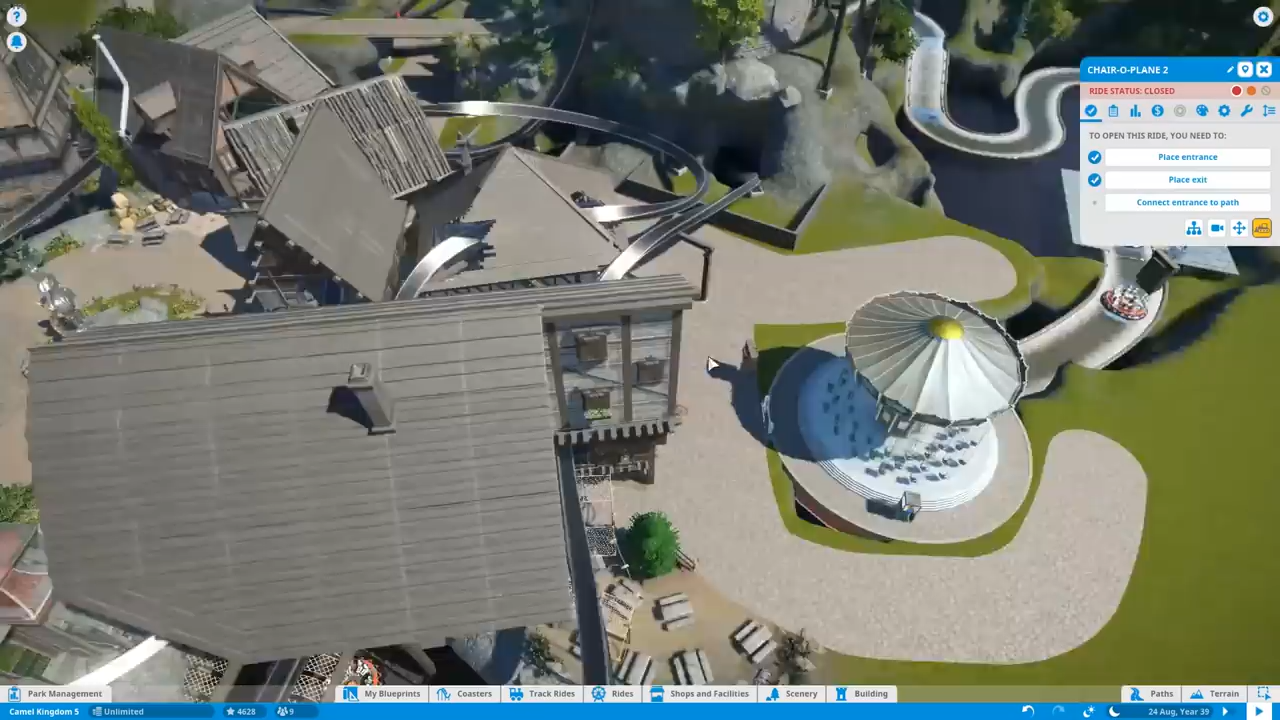 CHAIR-O-PLANE 2
RIDE STATUS: CLOSED
TO OPEN THIS RIDE, YOU NEED TO:
Place entrance
Place exit
Connect entrance to path
Park Management
My Blueprints
Coasters
Track Rides
Rides
Shops and Facilities
Scenery
Building
Paths
Terrain
Camel Kingdom 5
Unlimited
4628
9
24 Aug, Year 39